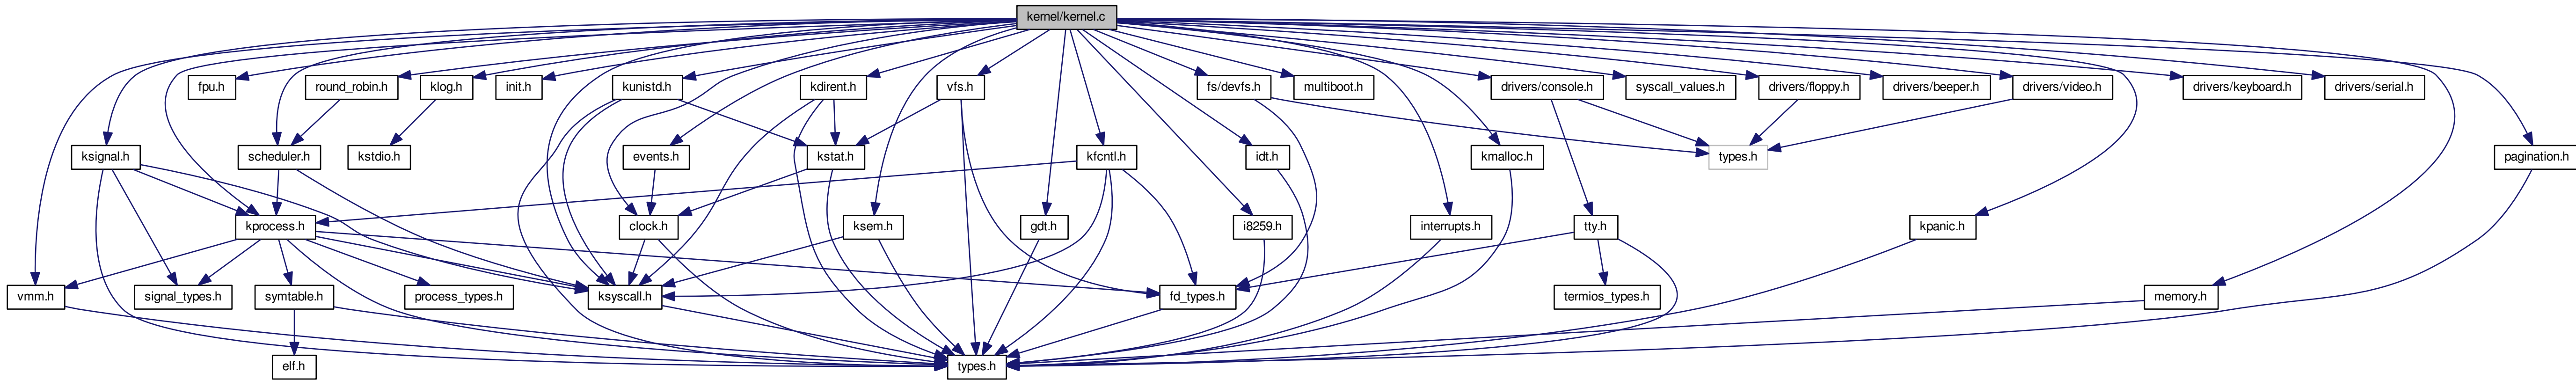 kernel/kernel.c
fpu.h
round_robin.h
klog.h
init.h
kunistd.h
kdirent.h
vfs.h
fs/devfs.h
multiboot.h
drivers/console.h
syscall_values.h
drivers/floppy.h
drivers/beeper.h
drivers/video.h
drivers/keyboard.h
drivers/serial.h
ksignal.h
scheduler.h
kstdio.h
events.h
kstat.h
kfcntl.h
idt.h
kmalloc.h
types.h
pagination.h
kprocess.h
clock.h
ksem.h
gdt.h
i8259.h
interrupts.h
tty.h
kpanic.h
vmm.h
signal_types.h
symtable.h
process_types.h
ksyscall.h
fd_types.h
termios_types.h
memory.h
elf.h
types.h